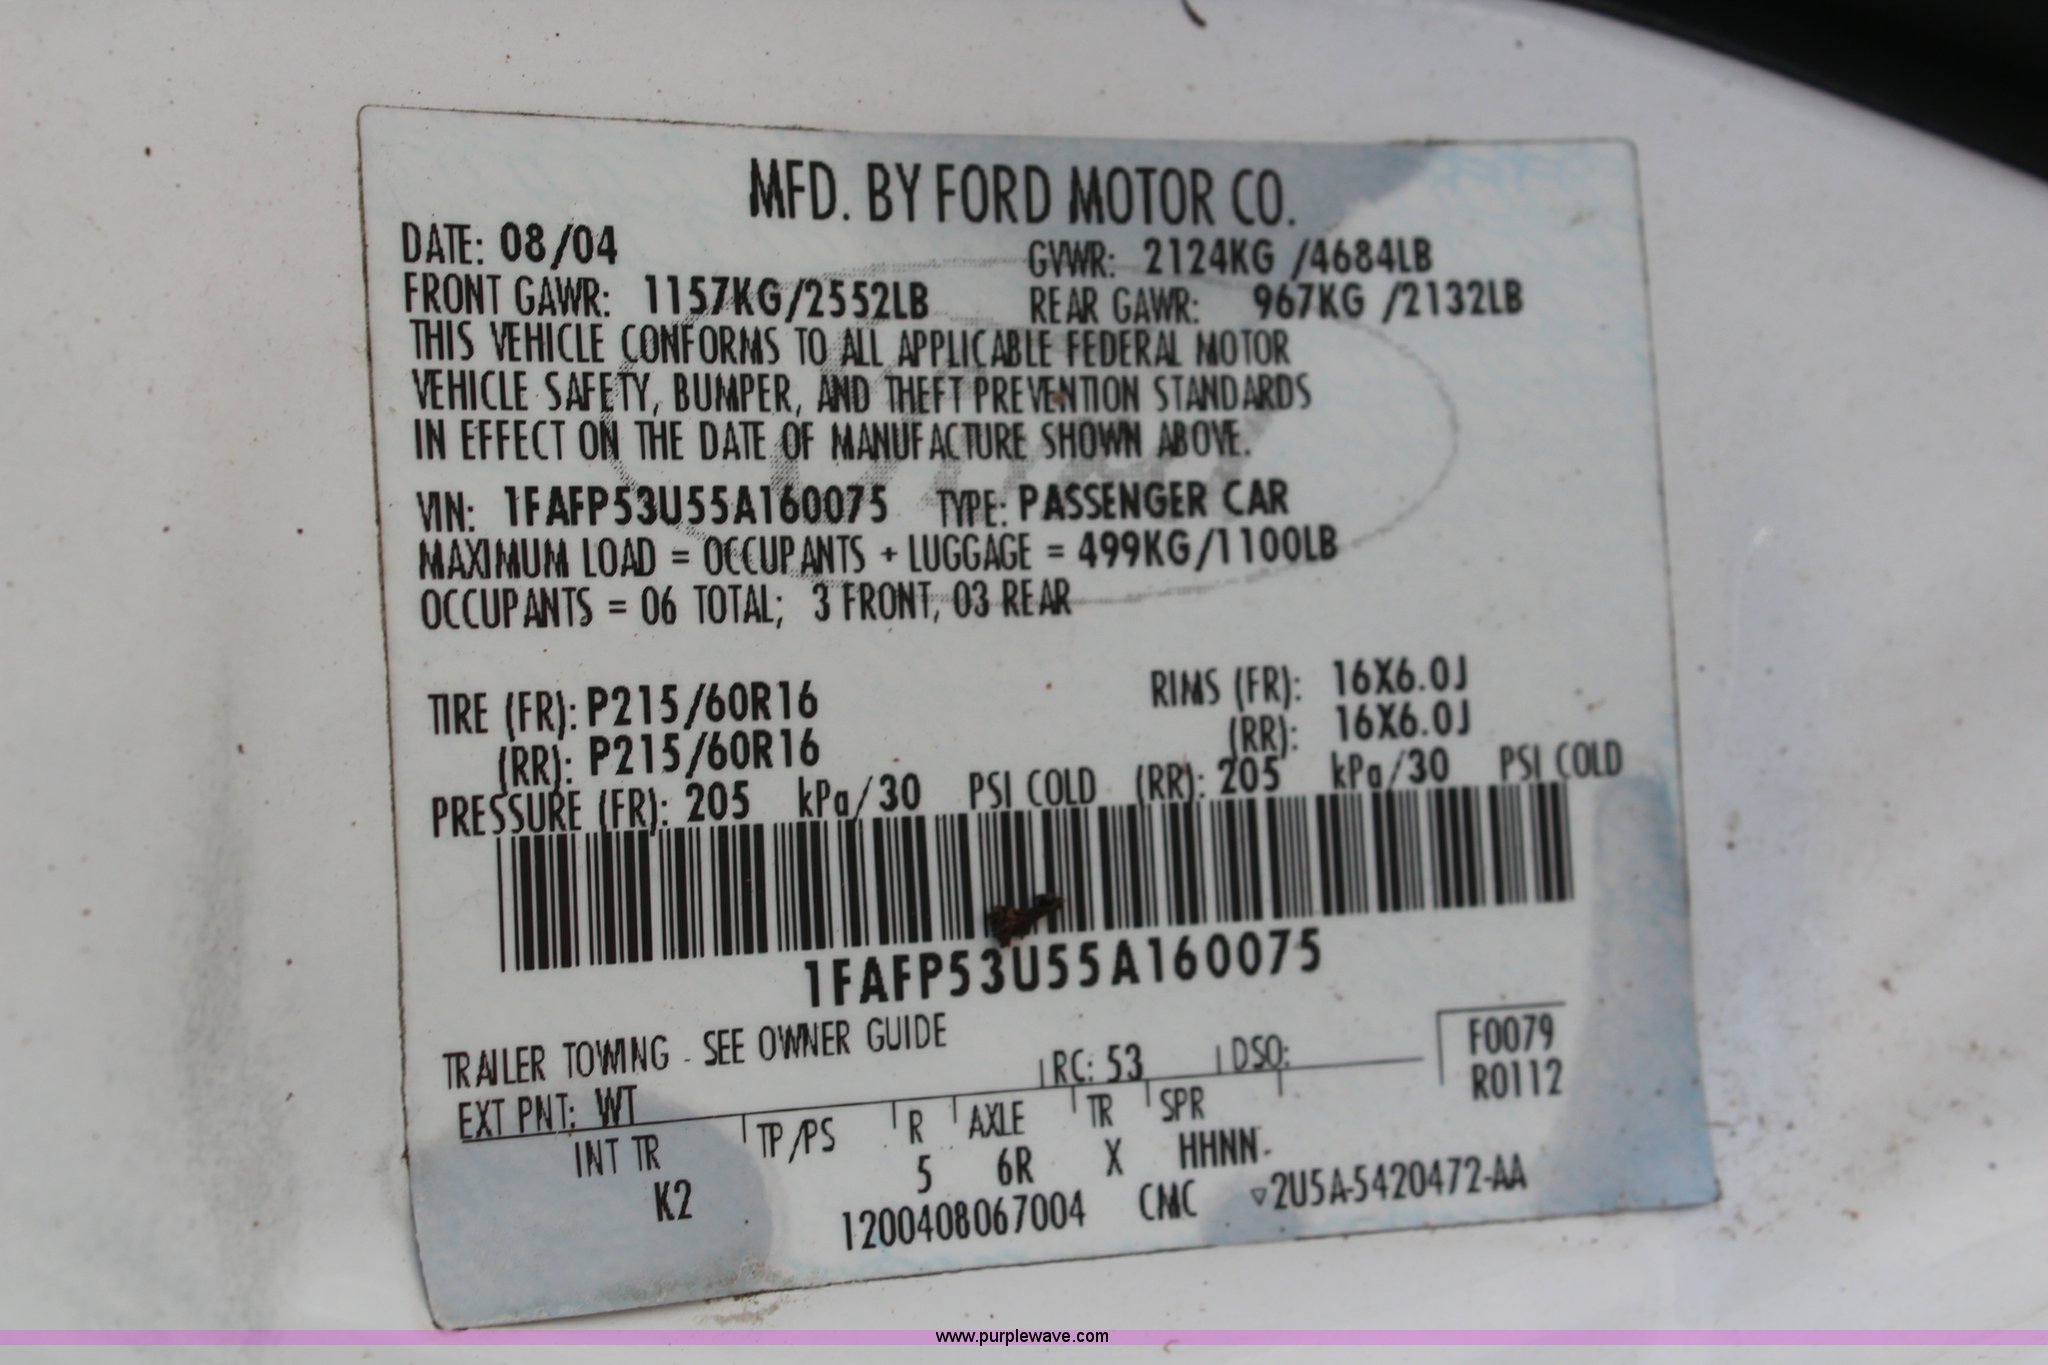 MFD. BY FORD MOTOR CO.
DATE: 08/04 GVWR: 2124KG /4684LB
FRONT GAWR: 1157KG/2552LB REAR GAWR: 967KG /2132LB
THIS VEHICLE CONFORMS TO ALL APPLICABLE FEDERAL MOTOR
VEHICLE SAFETY, BUMPER, AND THEFT PREVENTION STANDARDS
IN EFFECT ON THE DATE OF MANUFACTURE SHOWN ABOVE.
VIN: 1FAFP53U55A160075 TYPE: PASSENGER CAR
MAXIMUM LOAD = OCCUPANTS + LUGGAGE = 499KG/1100LB
OCCUPANTS = 06 TOTAL; 3 FRONT, 03 REAR
TIRE (FR): P215/60R16 RIMS (FR): 16X6.0J
(RR): P215/60R16 (RR): 16X6.0J
PRESSURE (FR): 205 kPa/30 PSI COLD (RR): 205 kPa/30 PSI COLD
1FAFP53U55A160075
TRAILER TOWING - SEE OWNER GUIDE
F0079
R0112
EXT PNT: WT RC: 53 DSO:
INT TR TP/PS R AXLE TR SPR
K2 5 6R X HHNN-
1200408067004 CMC ▽2U5A-5420472-AA
www.purplewave.com